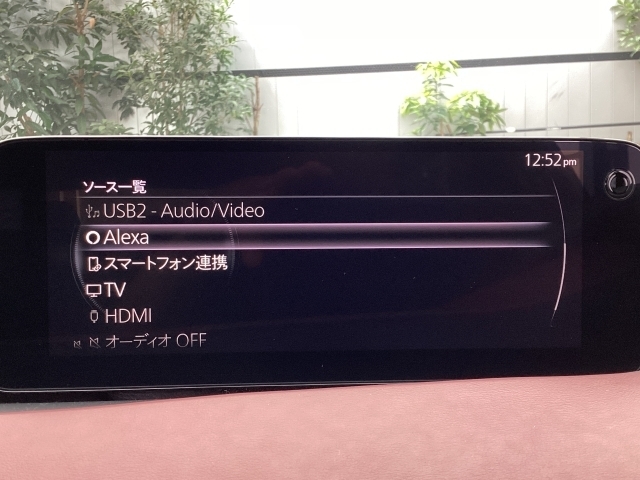 12:52pm
ソース一覧
USB2 - Audio/Video
Alexa
スマートフォン連携
TV
HDMI
オーディオ OFF